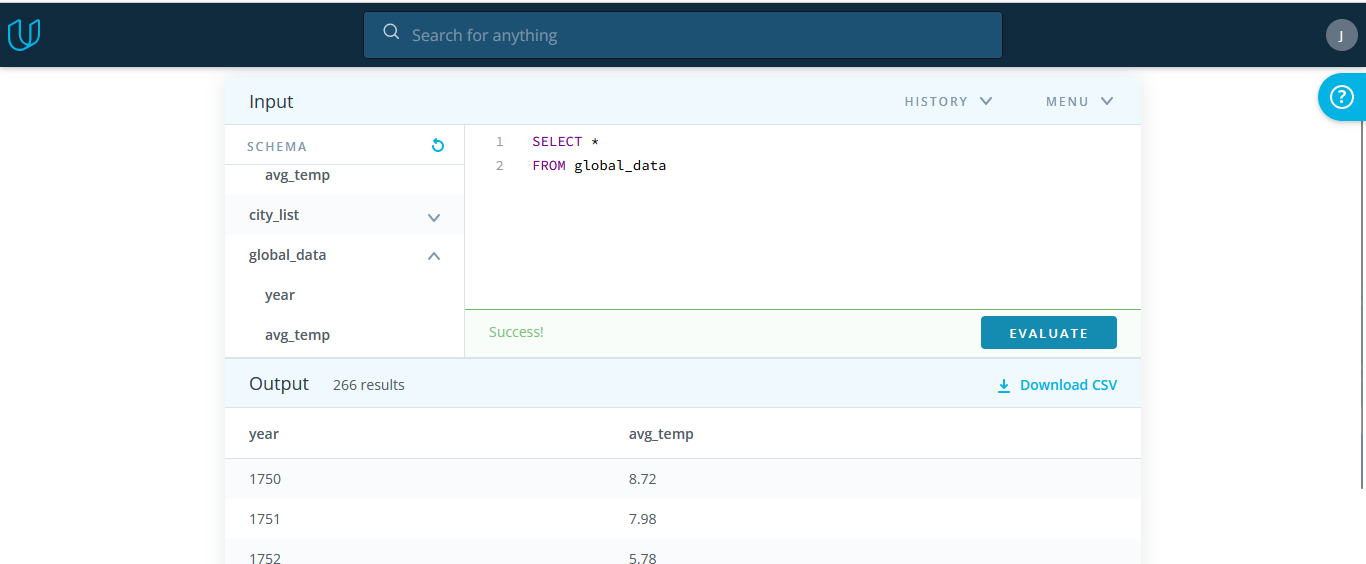 Search for anything
J
Input
HISTORY
MENU
SCHEMA
avg_temp
city_list
global_data
year
avg_temp
1 SELECT *
2 FROM global_data
Success!
EVALUATE
Output 266 results
Download CSV
year avg_temp
1750 8.72
1751 7.98
1752 5.78